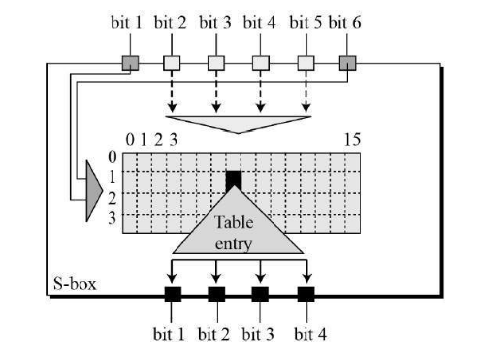 bit 1 bit 2 bit 3 bit 4 bit 5 bit 6
0 1 2 3 15
0
1
2
3
Table
entry
S-box
bit 1 bit 2 bit 3 bit 4